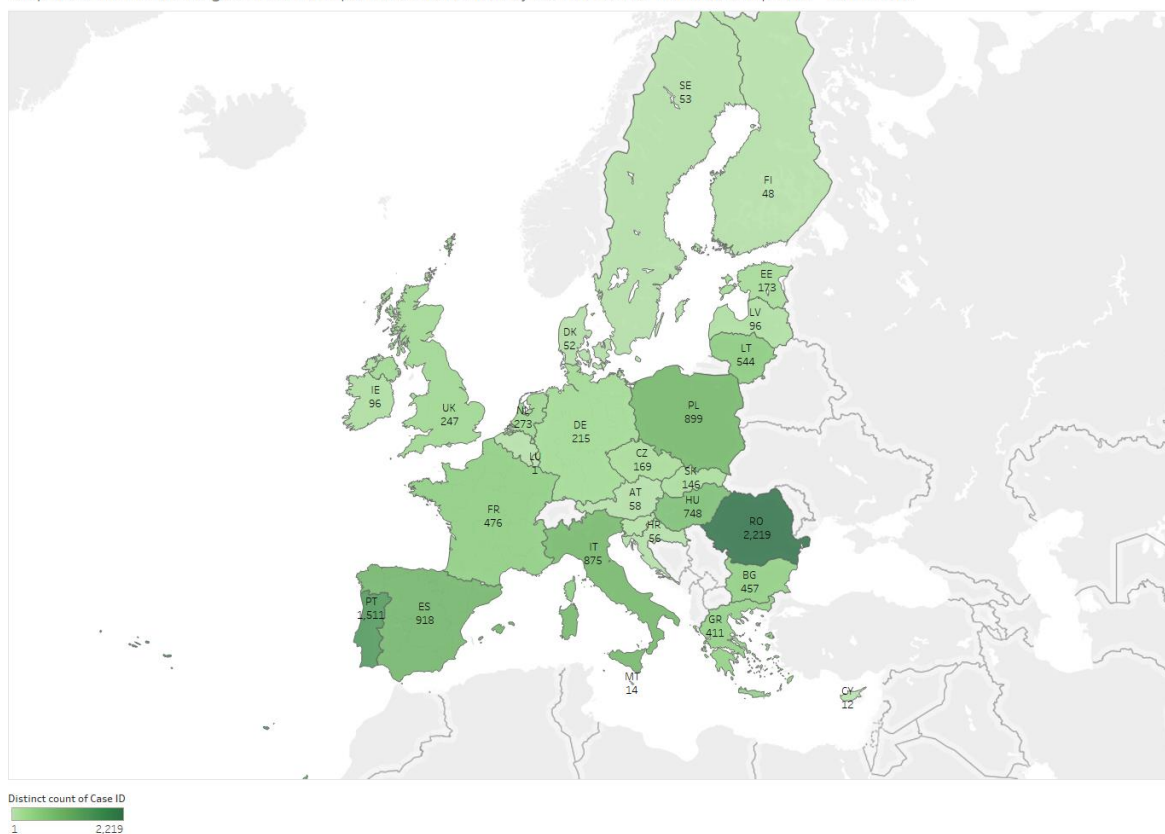 SE
53
FI
48
EE
173
LV
96
LT
544
DK
52
IE
96
UK
247
NL
273
DE
215
PL
899
LU
1
CZ
169
SK
146
AT
58
HU
748
HR
56
FR
476
IT
875
RO
2,219
BG
457
PT
1,511
ES
918
GR
411
MT
14
CY
12
Distinct count of Case ID
1
2,219